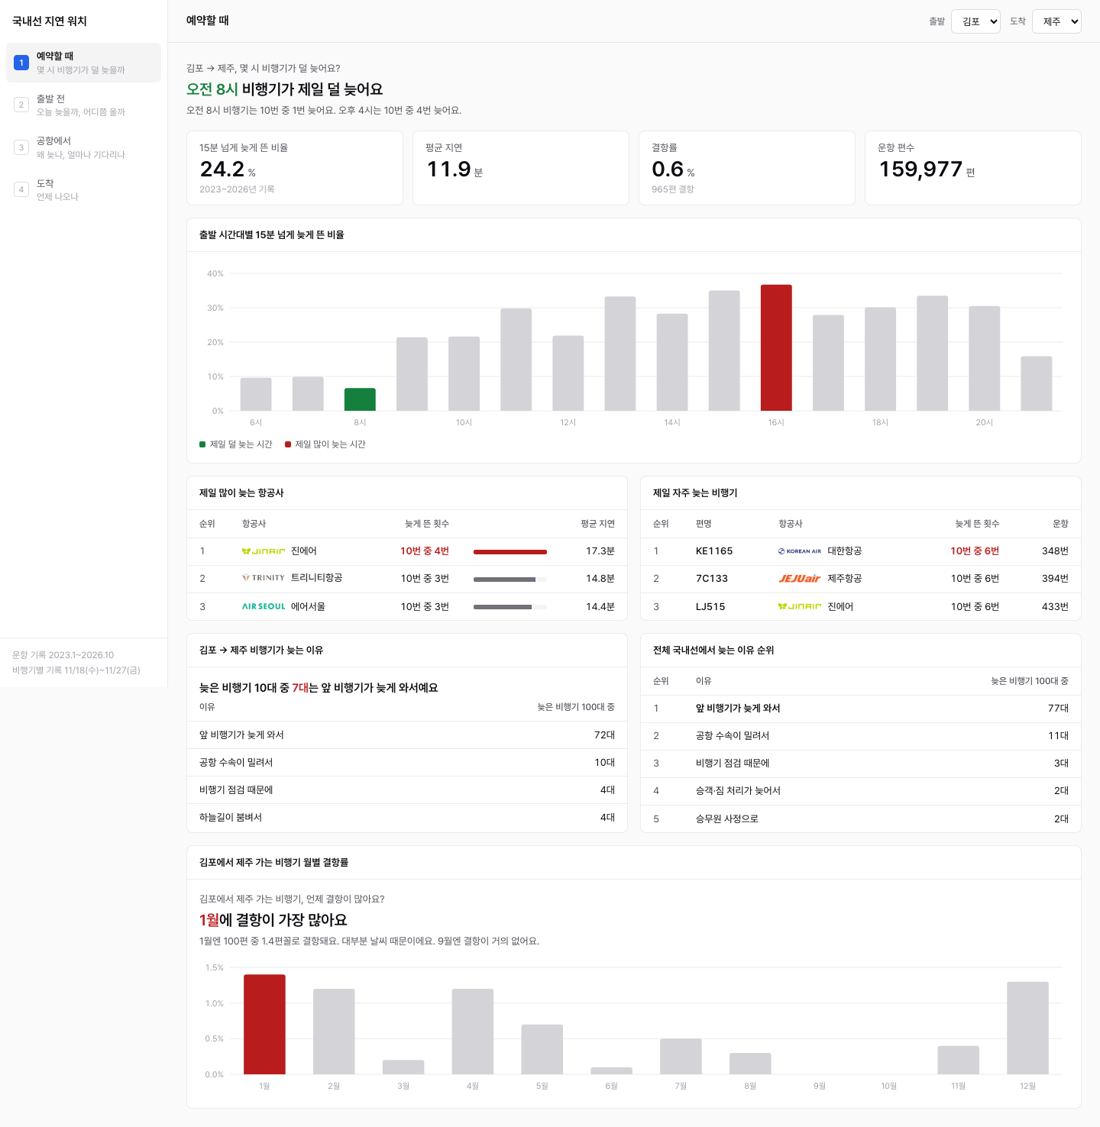 국내선 지연 워치
1 예약할 때
몇 시 비행기가 덜 늦을까
2 출발 전
오늘 늦을까, 어디쯤 올까
3 공항에서
왜 늦나, 얼마나 기다리나
4 도착
언제 나오나
운항 기록 2023.1~2026.10
비행기별 기록 11/18(수)~11/27(금)
예약할 때 출발 김포 도착 제주
김포 → 제주, 몇 시 비행기가 덜 늦어요?
오전 8시 비행기가 제일 덜 늦어요
오전 8시 비행기는 10번 중 1번 늦어요. 오후 4시는 10번 중 4번 늦어요.
15분 넘게 늦게 뜬 비율
24.2 %
2023~2026년 기록
평균 지연
11.9 분
결항률
0.6 %
965편 결항
운항 편수
159,977 편
출발 시간대별 15분 넘게 늦게 뜬 비율
40%
30%
20%
10%
0%
6시 8시 10시 12시 14시 16시 18시 20시
제일 덜 늦는 시간 제일 많이 늦는 시간
제일 많이 늦는 항공사
순위 항공사 늦게 뜬 횟수 평균 지연
1 JINAIR 진에어 10번 중 4번 17.3분
2 TRINITY 트리니티항공 10번 중 3번 14.8분
3 AIR SEOUL 에어서울 10번 중 3번 14.4분
제일 자주 늦는 비행기
순위 편명 항공사 늦게 뜬 횟수 운항
1 KE1165 KOREAN AIR 대한항공 10번 중 6번 348번
2 7C133 JEJUair 제주항공 10번 중 6번 394번
3 LJ515 JINAIR 진에어 10번 중 6번 433번
김포 → 제주 비행기가 늦는 이유
늦은 비행기 10대 중 7대는 앞 비행기가 늦게 와서예요
이유 늦은 비행기 100대 중
앞 비행기가 늦게 와서 72대
공항 수속이 밀려서 10대
비행기 점검 때문에 4대
하늘길이 붐벼서 4대
전체 국내선에서 늦는 이유 순위
순위 이유 늦은 비행기 100대 중
1 앞 비행기가 늦게 와서 77대
2 공항 수속이 밀려서 11대
3 비행기 점검 때문에 3대
4 승객·짐 처리가 늦어서 2대
5 승무원 사정으로 2대
김포에서 제주 가는 비행기 월별 결항률
김포에서 제주 가는 비행기, 언제 결항이 많아요?
1월에 결항이 가장 많아요
1월엔 100편 중 1.4편꼴로 결항돼요. 대부분 날씨 때문이에요. 9월엔 결항이 거의 없어요.
1.5%
1.0%
0.5%
0.0%
1월 2월 3월 4월 5월 6월 7월 8월 9월 10월 11월 12월